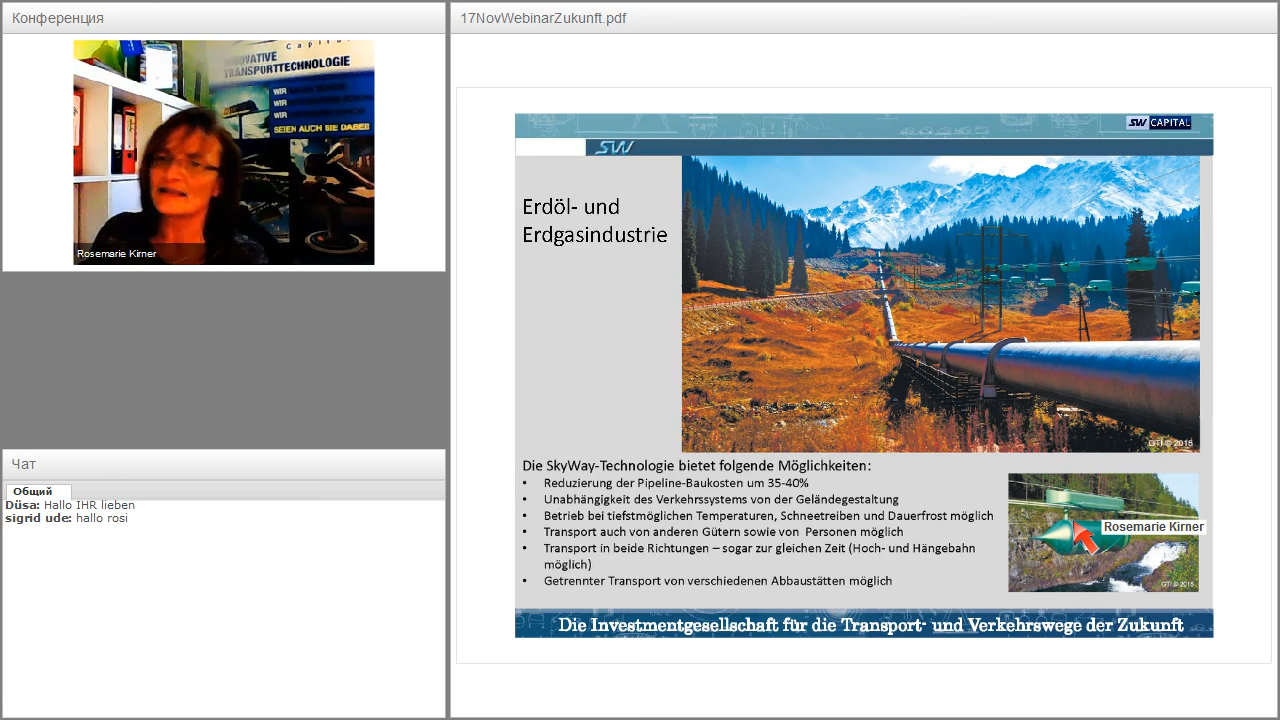 Конференция
Capital
INNOVATIVE
TRANSPORTTECHNOLOGIE
WIR
WIR
WIR
SEIEN AUCH SIE DABEI!
Rosemarie Kirner
Чат
Общий
Düsa: Hallo IHR lieben
sigrid ude: hallo rosi
17NovWebinarZukunft.pdf
SW CAPITAL
SW
Erdöl- und
Erdgasindustrie
GTI © 2015
Die SkyWay-Technologie bietet folgende Möglichkeiten:
• Reduzierung der Pipeline-Baukosten um 35-40%
• Unabhängigkeit des Verkehrssystems von der Geländegestaltung
• Betrieb bei tiefstmöglichen Temperaturen, Schneetreiben und Dauerfrost möglich
• Transport auch von anderen Gütern sowie von Personen möglich
• Transport in beide Richtungen – sogar zur gleichen Zeit (Hoch- und Hängebahn
möglich)
• Getrennter Transport von verschiedenen Abbaustätten möglich
Rosemarie Kirner
GTI © 2015
Die Investmentgesellschaft für die Transport- und Verkehrswege der Zukunft